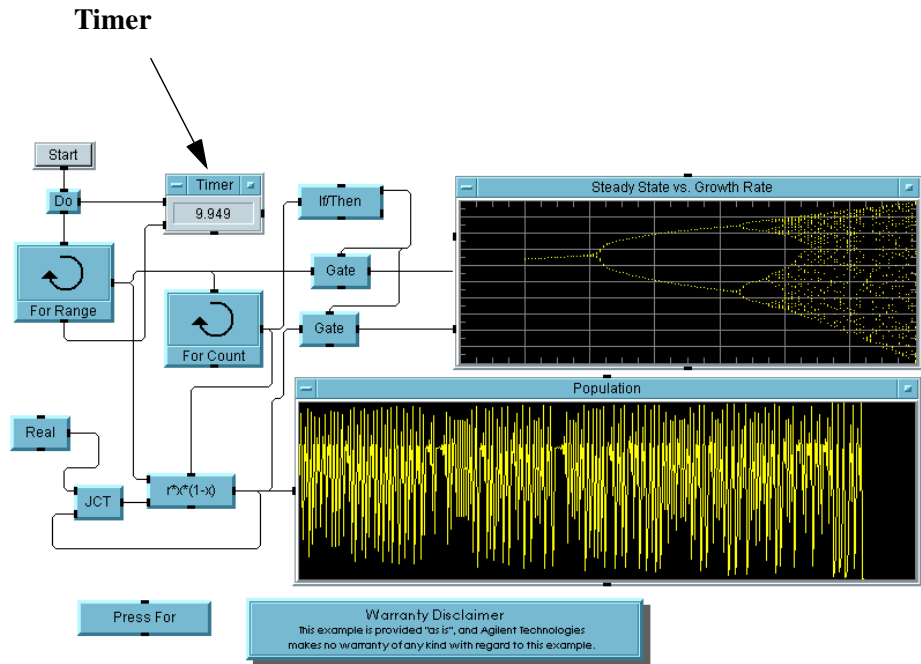 Timer
Start
Do
Timer
9.949
If/Then
Steady State vs. Growth Rate
For Range
Gate
Gate
For Count
Population
Real
JCT
r*x*(1-x)
Press For
Warranty Disclaimer
This example is provided "as is", and Agilent Technologies
makes no warranty of any kind with regard to this example.